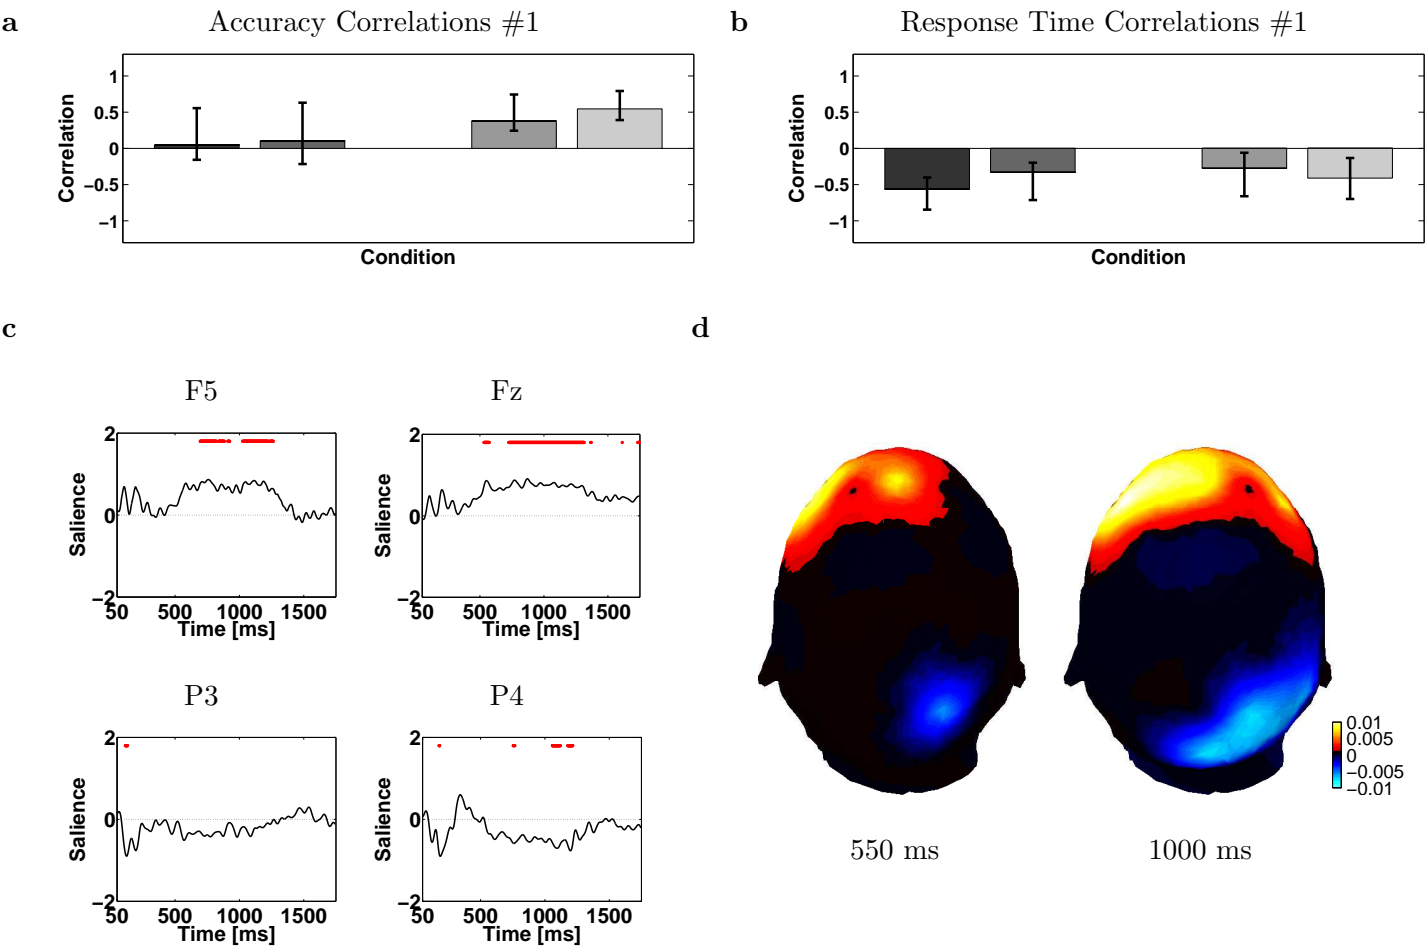 a
Accuracy Correlations #1
1
0.5
0
−0.5
−1
Correlation
Condition
b
Response Time Correlations #1
1
0.5
0
−0.5
−1
Correlation
Condition
c
F5
2
0
−2
Salience
50 500 1000 1500
Time [ms]
Fz
2
0
−2
Salience
50 500 1000 1500
Time [ms]
P3
2
0
−2
Salience
50 500 1000 1500
Time [ms]
P4
2
0
−2
Salience
50 500 1000 1500
Time [ms]
d
0.01
0.005
0
−0.005
−0.01
550 ms
1000 ms